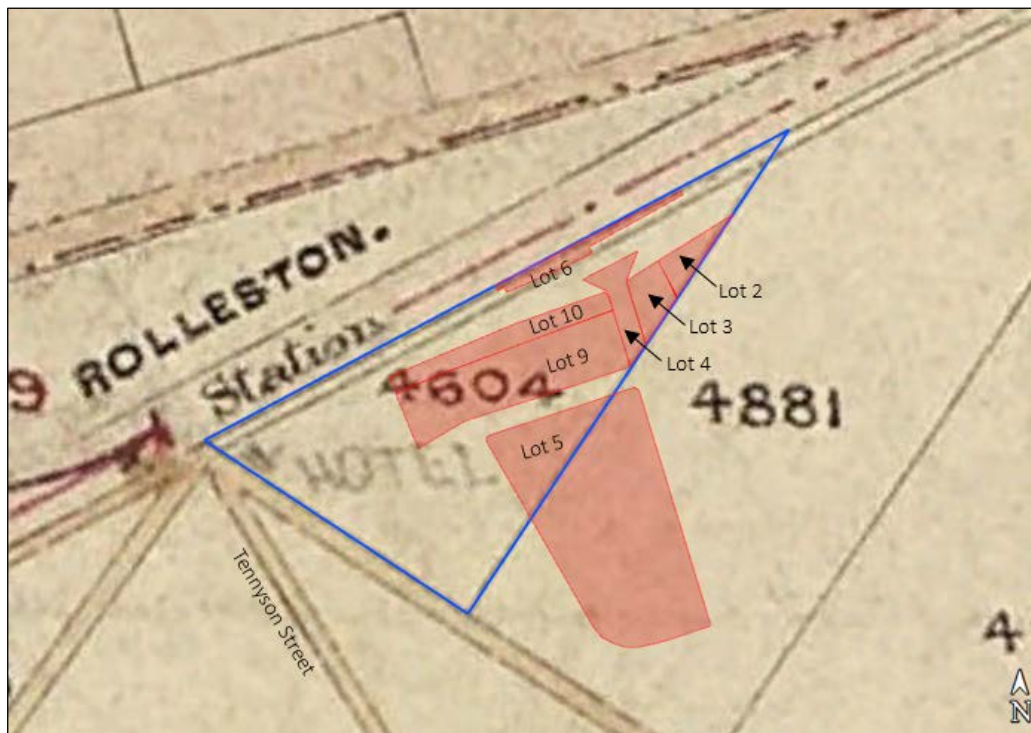 9 ROLLESTON.
Station
Lot 6
Lot 2
Lot 10
Lot 3
Lot 9
Lot 4
4604
4881
Lot 5
HOTEL
Tennyson Street
4
N